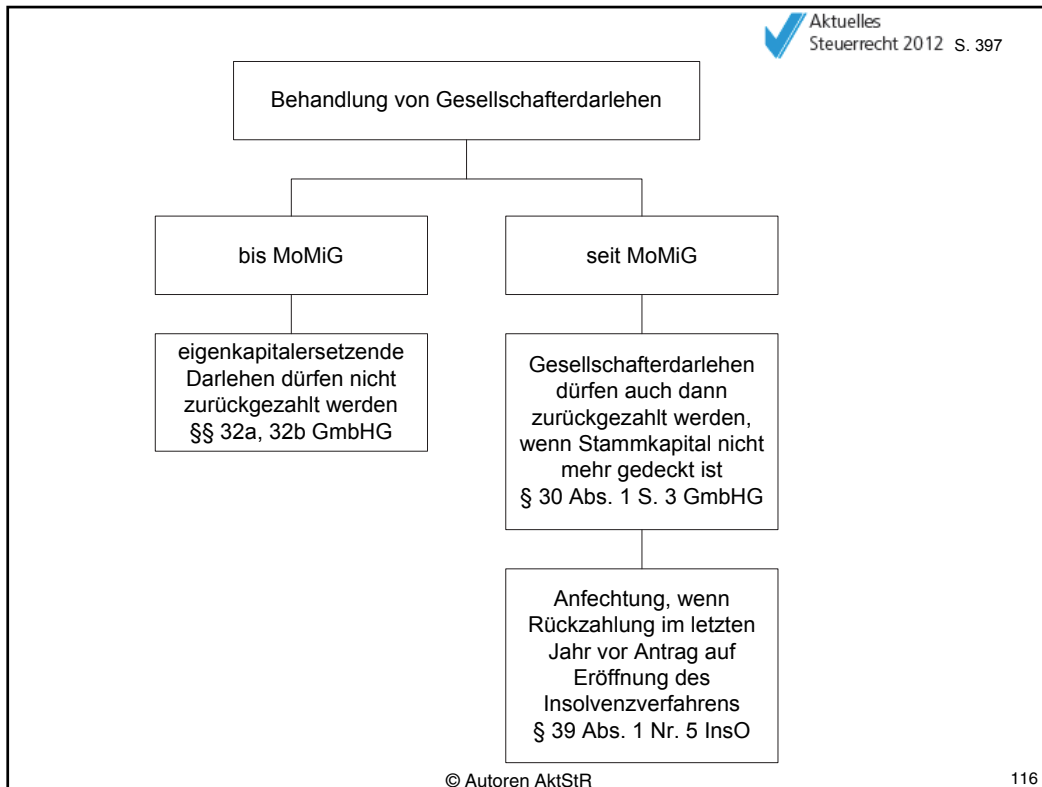 Aktuelles
Steuerrecht 2012 S. 397
Behandlung von Gesellschafterdarlehen
bis MoMiG
seit MoMiG
eigenkapitalersetzende
Darlehen dürfen nicht
zurückgezahlt werden
§§ 32a, 32b GmbHG
Gesellschafterdarlehen
dürfen auch dann
zurückgezahlt werden,
wenn Stammkapital nicht
mehr gedeckt ist
§ 30 Abs. 1 S. 3 GmbHG
Anfechtung, wenn
Rückzahlung im letzten
Jahr vor Antrag auf
Eröffnung des
Insolvenzverfahrens
§ 39 Abs. 1 Nr. 5 InsO
© Autoren AktStR
116